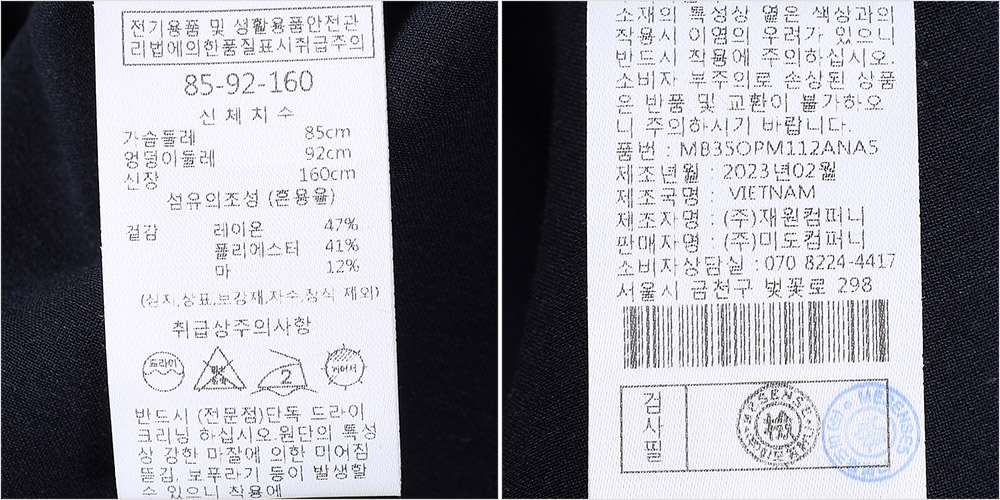 전기용품 및 생활용품안전관
리법에의한품질표시취급주의
85-92-160
신 체 치 수
가슴둘레 85cm
엉덩이둘레 92cm
신장 160cm
섬유의조성 (혼용율)
겉감 레이온 47%
폴리에스터 41%
마 12%
(심지,상표,보강재,자수,장식 제외)
취급상주의사항
드라이
2
뉘어서
반드시 (전문점)단독 드라이
크리닝 하십시오.원단의 특성
상 강한 마찰에 의한 미어짐
뜯김, 보푸라기 등이 발생할
수 있으니 착용에
소재의 특성상 옅은 색상과의
착용시 이염의 우려가 있으니
반드시 착용에 주의하십시오.
소비자 부주의로 손상된 상품
은 반품 및 교환이 불가하오
니 주의하시기 바랍니다.
품번 : MB35OPM112ANA5
제조년월 : 2023년02월
제조국명 : VIETNAM
제조자명 : (주)재원컴퍼니
판매자명 : (주)미도컴퍼니
소비자상담실 :070 8224-4417
서울시 금천구 벚꽃로 298
검사필